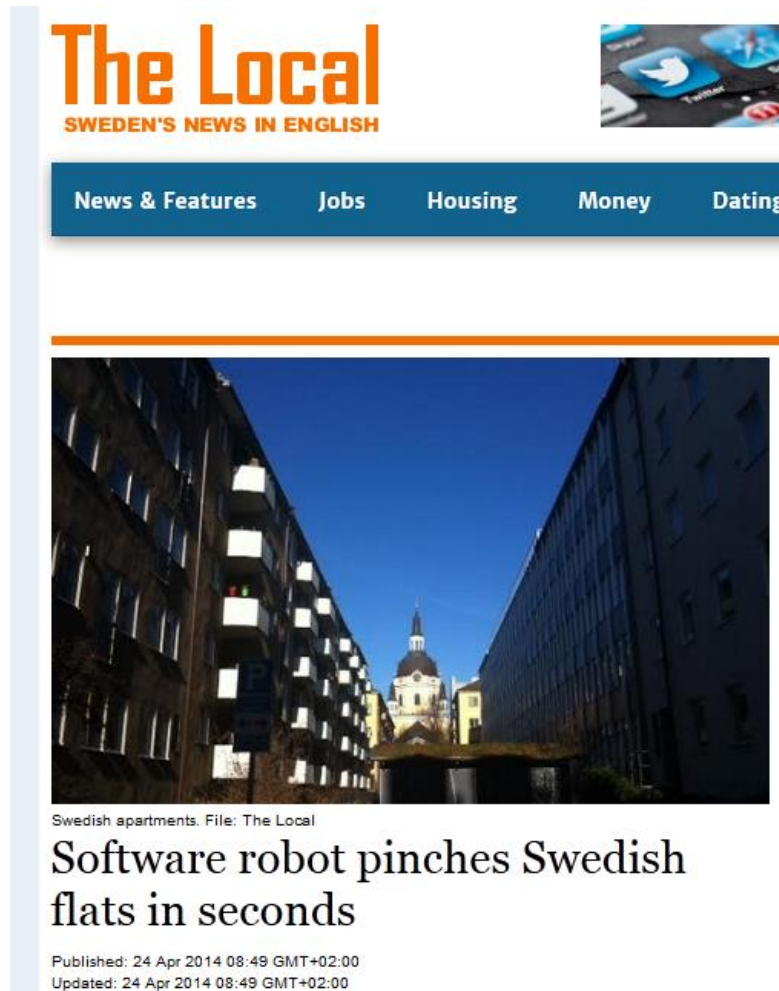 The Local
SWEDEN'S NEWS IN ENGLISH
Twitter
News & Features Jobs Housing Money Dating
P
Swedish apartments. File: The Local
Software robot pinches Swedish
flats in seconds
Published: 24 Apr 2014 08:49 GMT+02:00
Updated: 24 Apr 2014 08:49 GMT+02:00